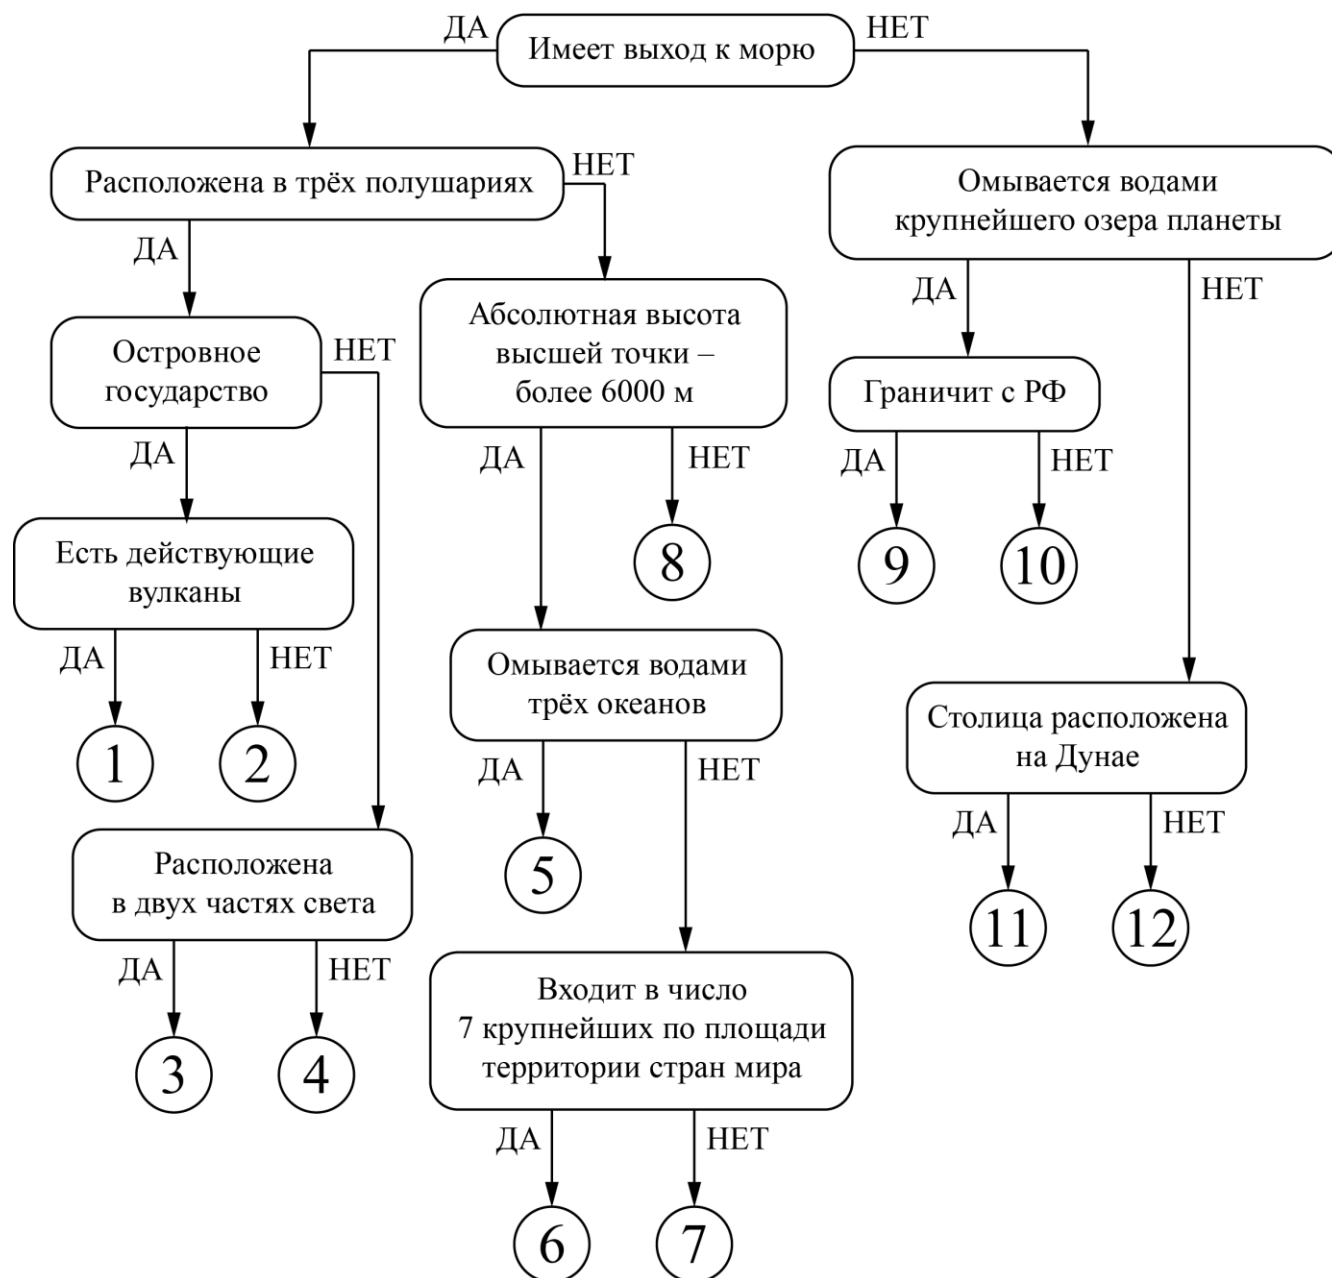 ДА
Имеет выход к морю
НЕТ
Расположена в трёх полушариях
НЕТ
Омывается водами
крупнейшего озера планеты
ДА
ДА
НЕТ
Островное
государство
НЕТ
Абсолютная высота
высшей точки –
более 6000 м
Граничит с РФ
ДА
ДА
НЕТ
ДА
НЕТ
Есть действующие
вулканы
8
9
10
ДА
НЕТ
Омывается водами
трёх океанов
Столица расположена
на Дунае
1
2
ДА
НЕТ
ДА
НЕТ
Расположена
в двух частях света
5
11
12
ДА
НЕТ
Входит в число
7 крупнейших по площади
территории стран мира
3
4
ДА
НЕТ
6
7